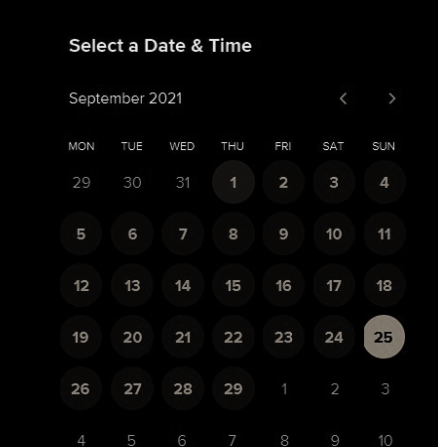 Select a Date & Time
September 2021
MON TUE WED THU FRI SAT SUN
29 30 31 1 2 3 4
5 6 7 8 9 10 11
12 13 14 15 16 17 18
19 20 21 22 23 24 25
26 27 28 29 1 2 3
4 5 6 7 8 9 10